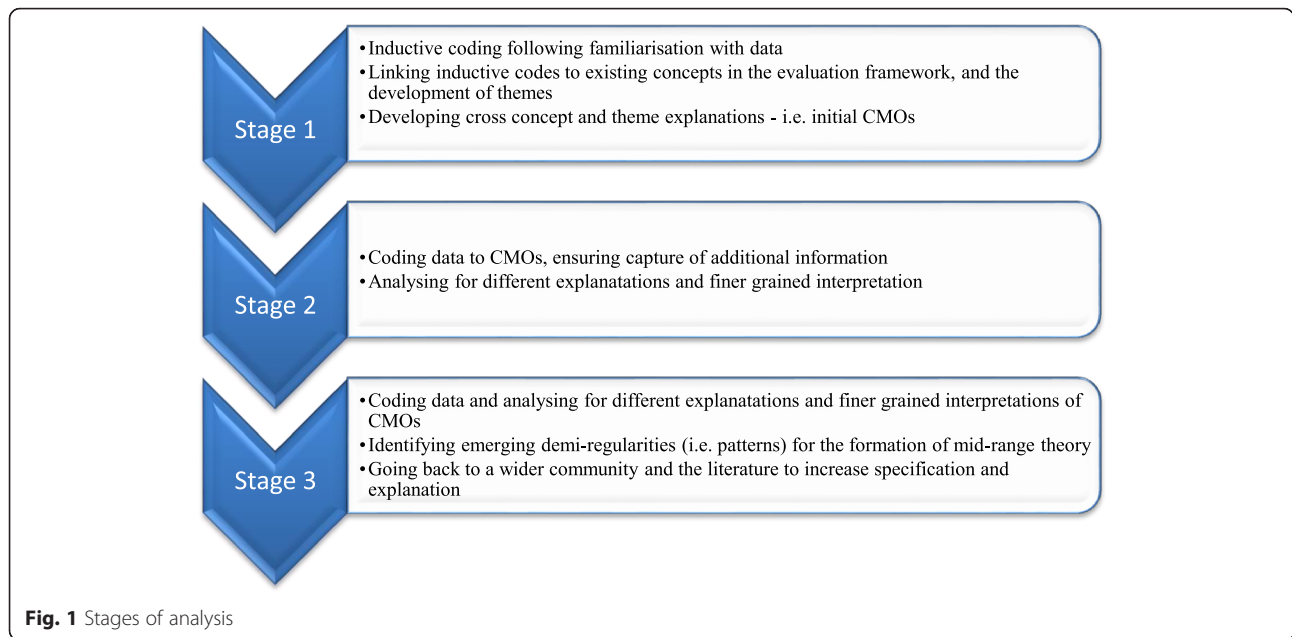 Stage 1
•Inductive coding following familiarisation with data
•Linking inductive codes to existing concepts in the evaluation framework, and the
development of themes
•Developing cross concept and theme explanations - i.e. initial CMOs
Stage 2
•Coding data to CMOs, ensuring capture of additional information
•Analysing for different explanatations and finer grained interpretation
Stage 3
•Coding data and analysing for different explanatations and finer grained interpretations of
CMOs
•Identifying emerging demi-regularities (i.e. patterns) for the formation of mid-range theory
•Going back to a wider community and the literature to increase specification and
explanation
Fig. 1 Stages of analysis